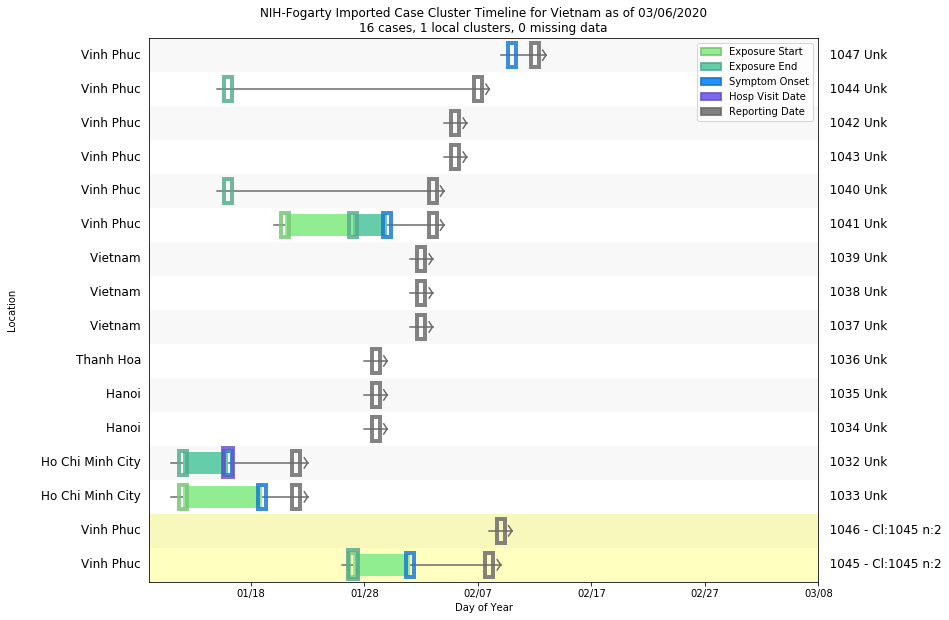 NIH-Fogarty Imported Case Cluster Timeline for Vietnam as of 03/06/2020
16 cases, 1 local clusters, 0 missing data
Vinh Phuc 1047 Unk
Vinh Phuc 1044 Unk
Vinh Phuc 1042 Unk
Vinh Phuc 1043 Unk
Vinh Phuc 1040 Unk
Vinh Phuc 1041 Unk
Vietnam 1039 Unk
Vietnam 1038 Unk
Vietnam 1037 Unk
Thanh Hoa 1036 Unk
Hanoi 1035 Unk
Hanoi 1034 Unk
Ho Chi Minh City 1032 Unk
Ho Chi Minh City 1033 Unk
Vinh Phuc 1046 - Cl:1045 n:2
Vinh Phuc 1045 - Cl:1045 n:2
Exposure Start
Exposure End
Symptom Onset
Hosp Visit Date
Reporting Date
Location
01/18 01/28 02/07 02/17 02/27 03/08
Day of Year